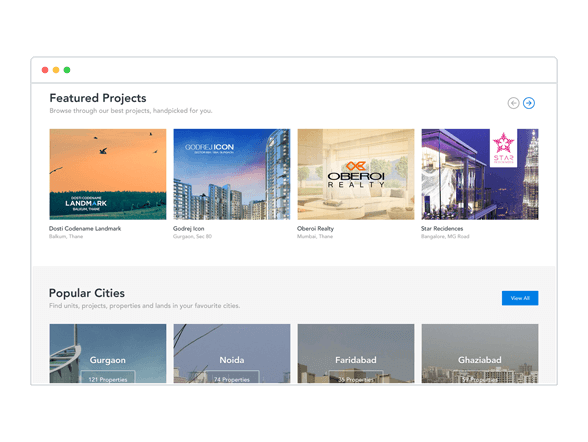 Featured Projects
Browse through our best projects, handpicked for you.
DOSTI CODENAME
LANDMARK
BALKUM, THANE
GODREJ ICON
OBEROI
REALTY
STAR
Dosti Codename Landmark
Balkum, Thane
Godrej Icon
Gurgaon, Sec 80
Oberoi Realty
Mumbai, Thane
Star Recidences
Bangalore, MG Road
Popular Cities
Find units, projects, properties and lands in your favourite cities.
View All
Gurgaon
121 Properties
Noida
74 Properties
Faridabad
35 Properties
Ghaziabad
59 Properties